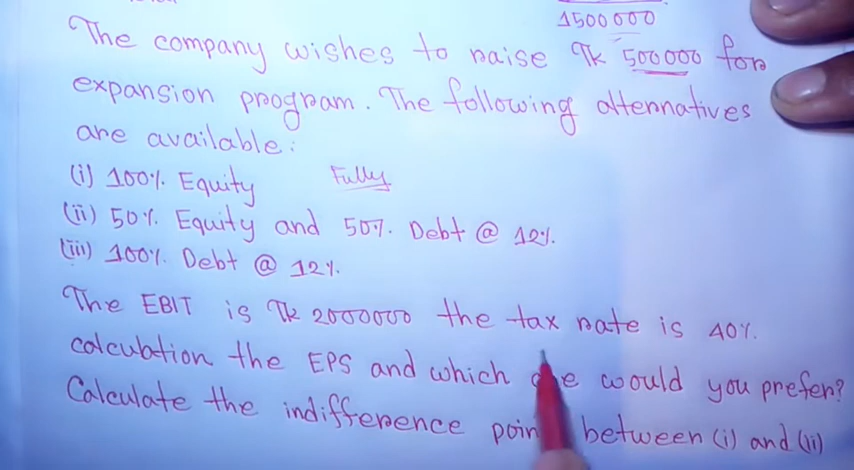 1500000
The company wishes to raise Tk 500000 for
expansion program. The following alternatives
are available:
(i) 100% Equity Fully
(ii) 50% Equity and 50% Debt @ 12%.
(iii) 100% Debt @ 12%.
The EBIT is Tk 2000000 the tax rate is 40%.
calculation the EPS and which one would you prefer?
Calculate the indifference point between (i) and (ii)